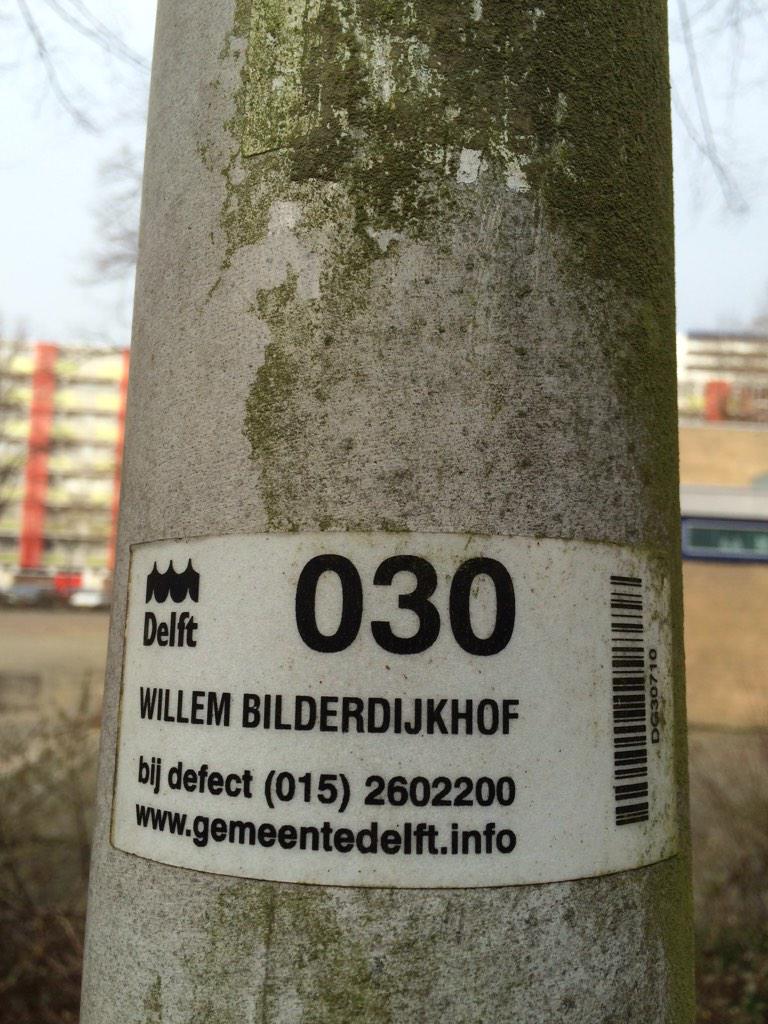 Delft
030
WILLEM BILDERDIJKHOF
bij defect (015) 2602200
www.gemeentedelft.info
DG30710